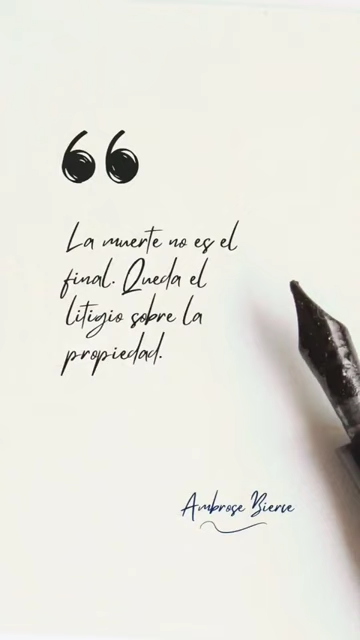 La muerte no es el
final. Queda el
litigio sobre la
propiedad.
Ambrose Bierce